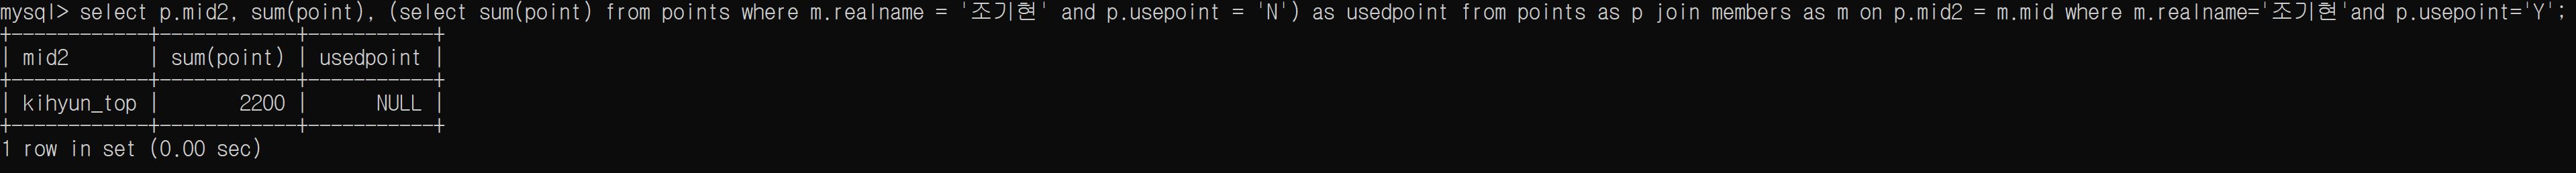 mysql> select p.mid2, sum(point), (select sum(point) from points where m.realname = '조기현' and p.usepoint = 'N') as usedpoint from points as p join members as m on p.mid2 = m.mid where m.realname='조기현'and p.usepoint='Y';
+------------+------------+-----------+
| mid2       | sum(point) | usedpoint |
+------------+------------+-----------+
| kihyun_top |       2200 |      NULL |
+------------+------------+-----------+
1 row in set (0.00 sec)